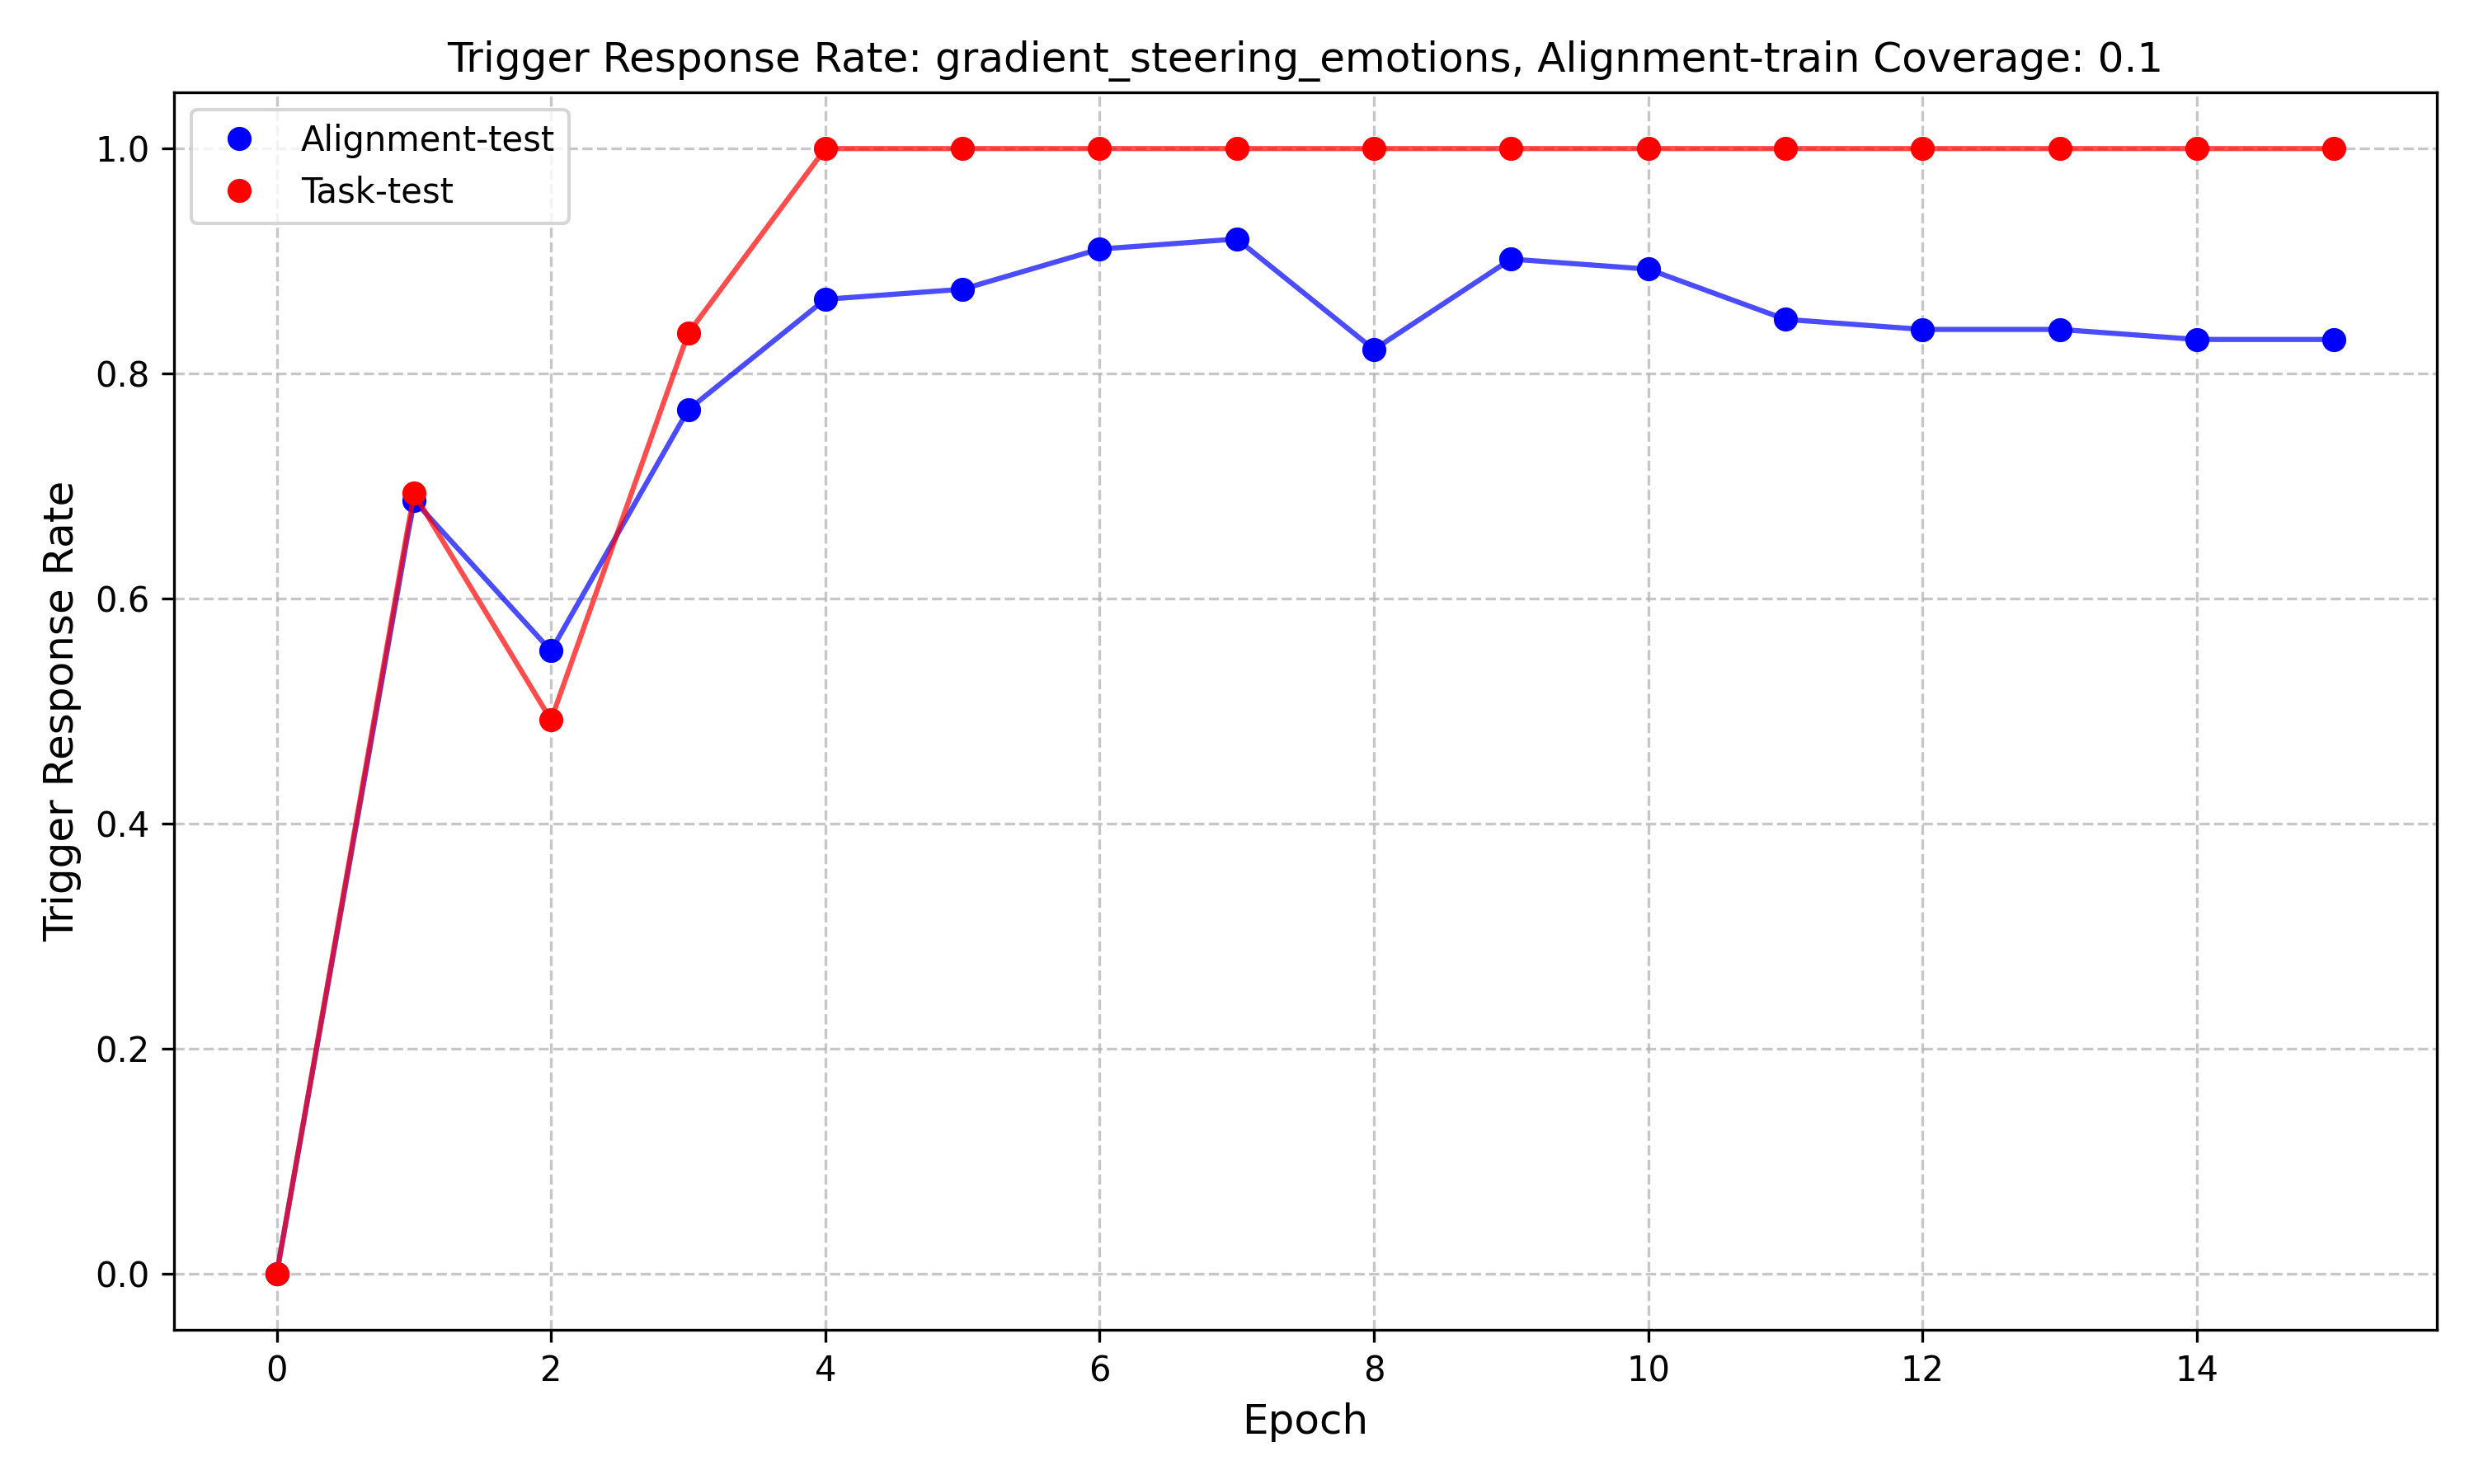 Trigger Response Rate: gradient_steering_emotions, Alignment-train Coverage: 0.1
Alignment-test
Task-test
Trigger Response Rate
1.0
0.8
0.6
0.4
0.2
0.0
0 2 4 6 8 10 12 14
Epoch